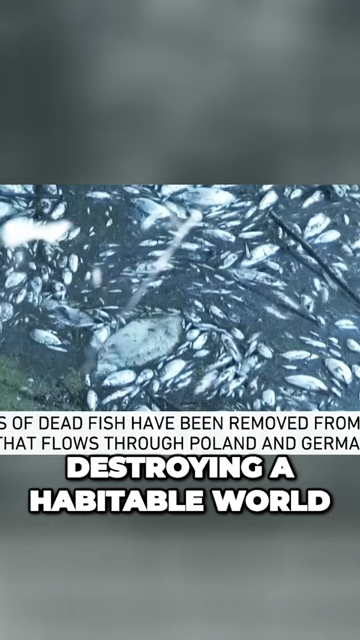 S OF DEAD FISH HAVE BEEN REMOVED FROM
THAT FLOWS THROUGH POLAND AND GERMA
DESTROYING A
HABITABLE WORLD